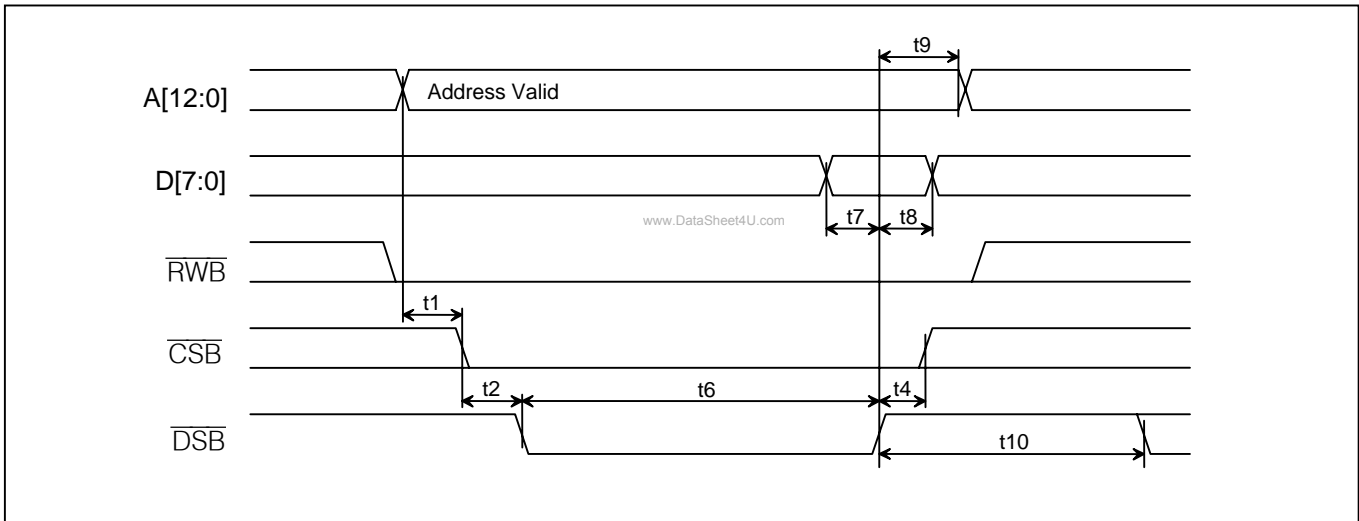 t9
A[12:0]
Address Valid
D[7:0]
www.DataSheet4U.com
t7
t8
RWB
t1
CSB
t2
t6
t4
DSB
t10